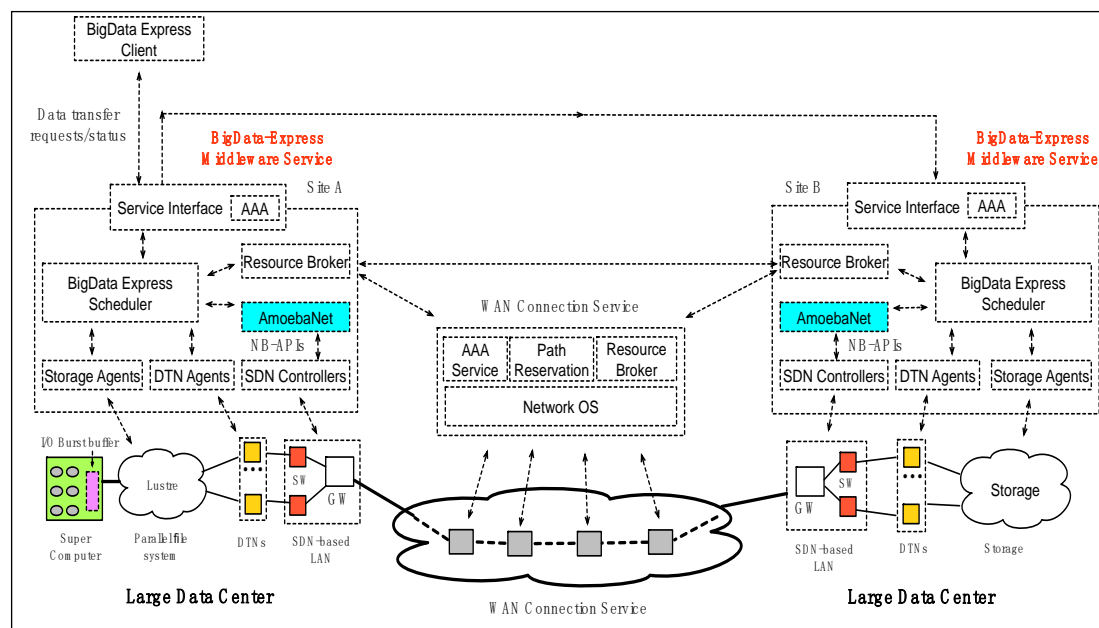 BigData Express
Client
Data transfer
requests/status
BigData-Express
Middleware Service
Site A
Service Interface
AAA
BigData Express
Scheduler
Resource Broker
AmoebaNet
NB-APIs
Storage Agents
DTN Agents
SDN Controllers
I/O Burstbuffer
Lustre
SW
GW
Super
Computer
Parallel file
system
DTNs
SDN-based
LAN
Large Data Center
WAN Connection Service
AAA
Service
Path
Reservation
Resource
Broker
Network OS
WAN Connection Service
BigData-Express
Middleware Service
Site B
Service Interface
AAA
Resource Broker
BigData Express
Scheduler
AmoebaNet
NB-APIs
SDN Controllers
DTN Agents
Storage Agents
SW
GW
Storage
SDN-based
LAN
DTNs
Storage
Large Data Center